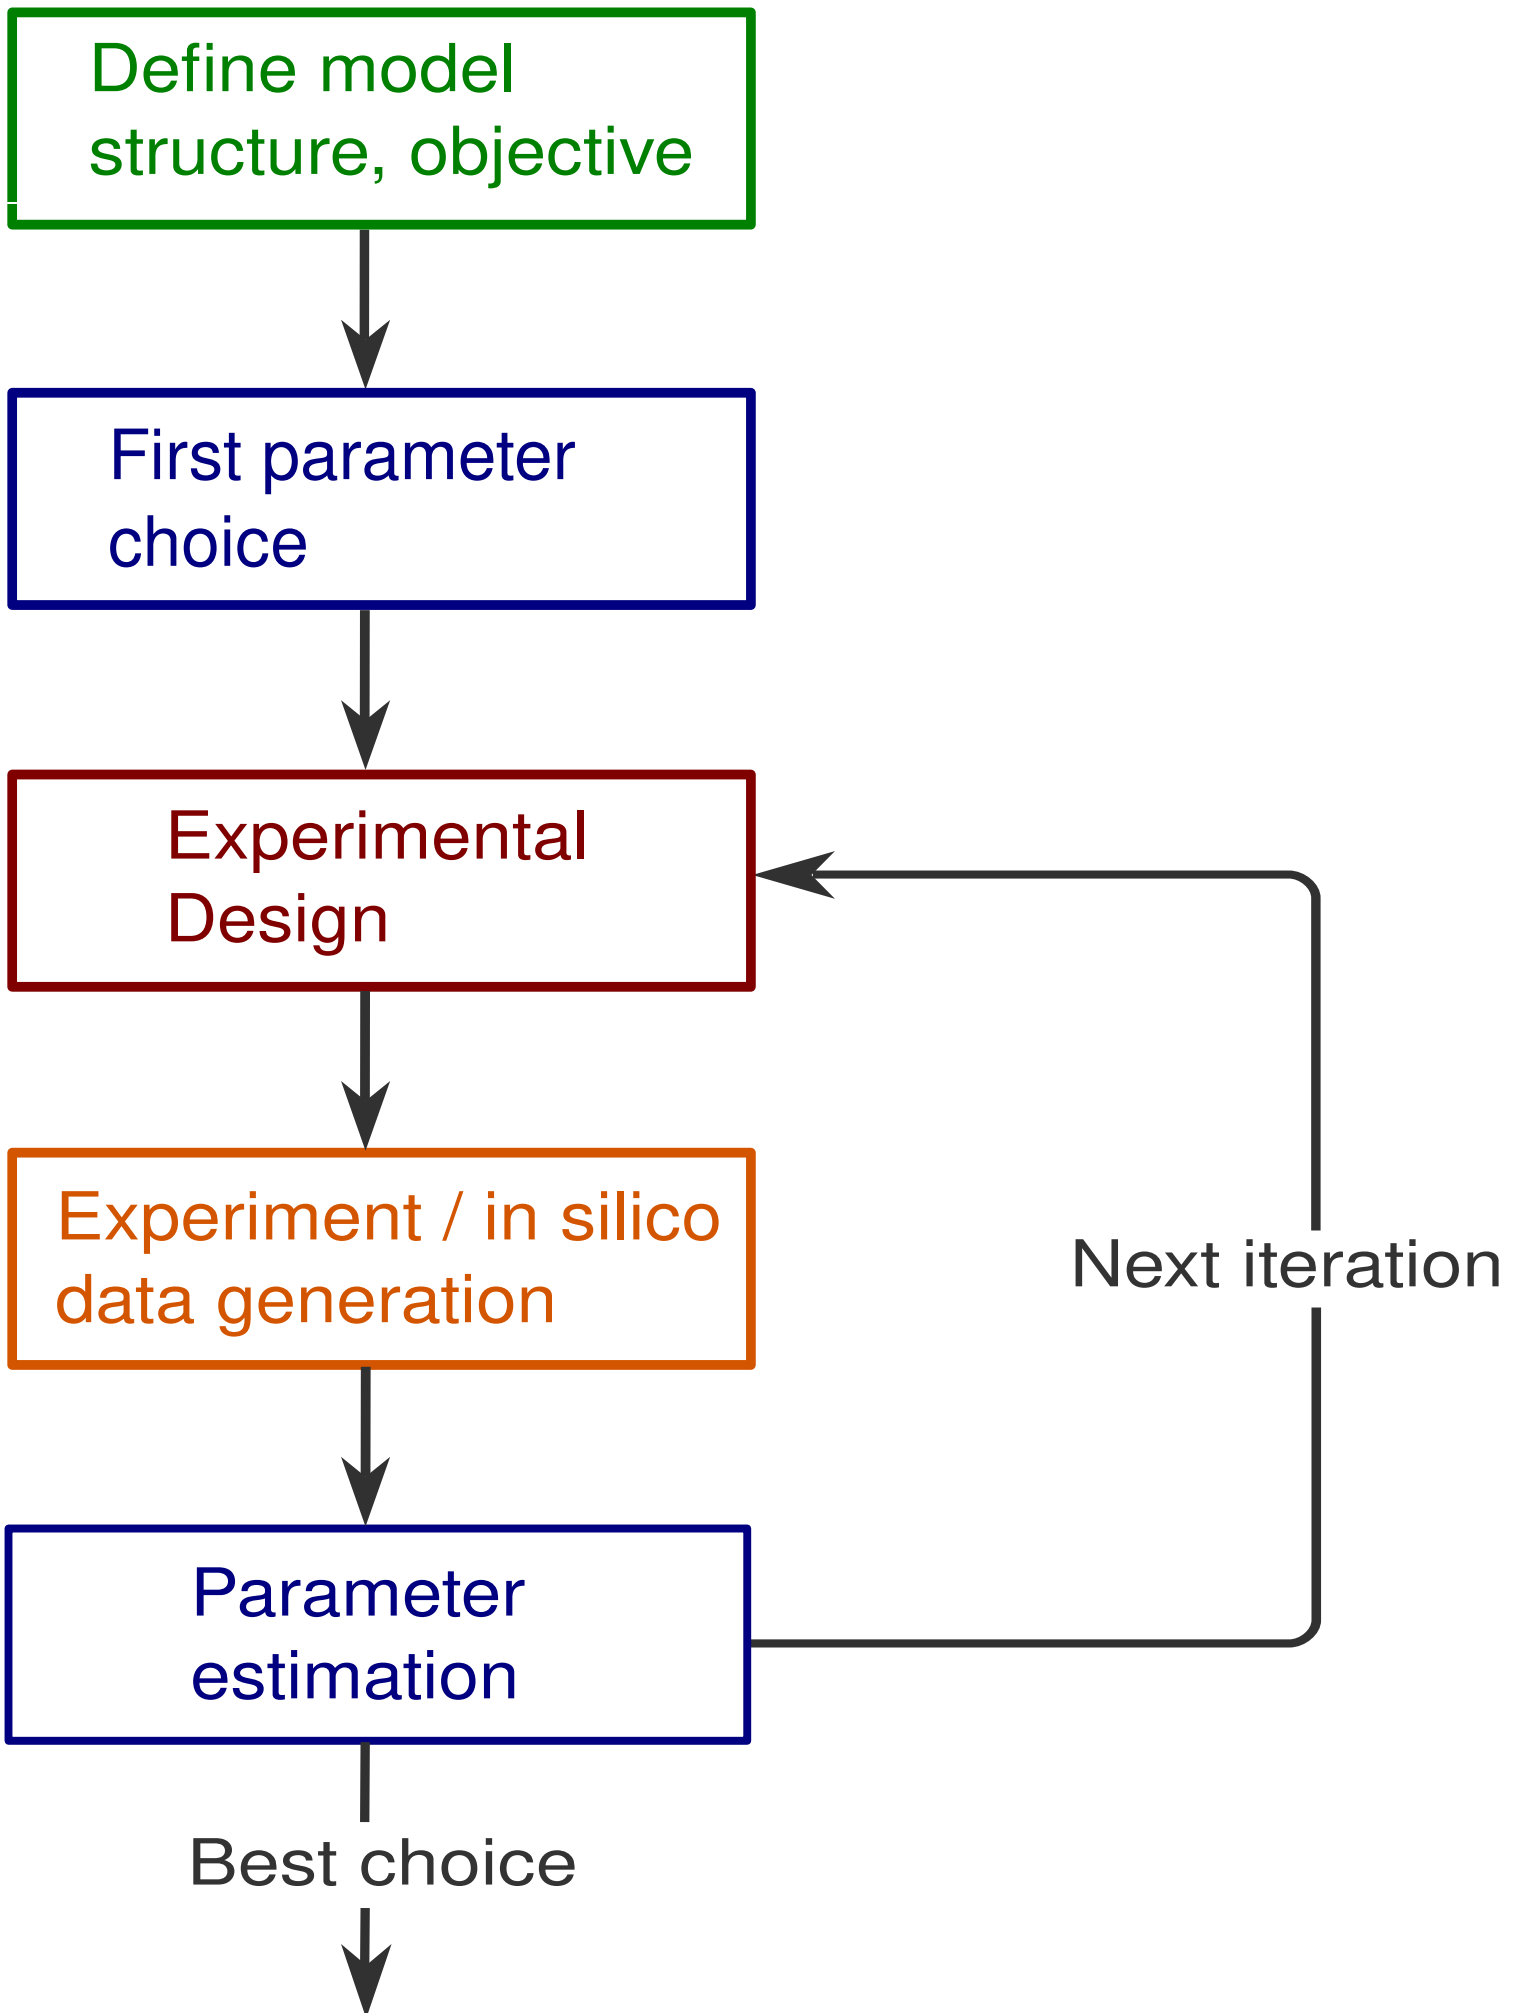 Define model
structure, objective
First parameter
choice
Experimental
Design
Experiment / in silico
data generation
Next iteration
Parameter
estimation
Best choice